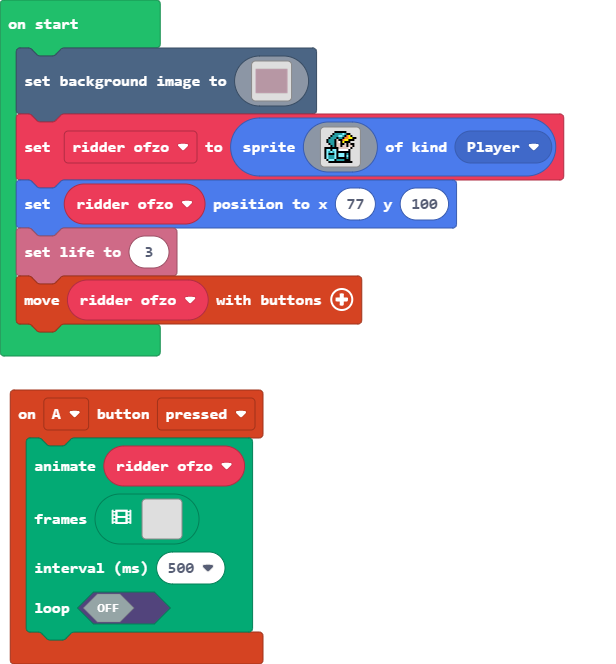 on start
set background image to
set ridder ofzo to sprite of kind Player
set ridder ofzo position to x 77 y 100
set life to 3
move ridder ofzo with buttons
on A button pressed
animate ridder ofzo
frames
interval (ms) 500
loop OFF